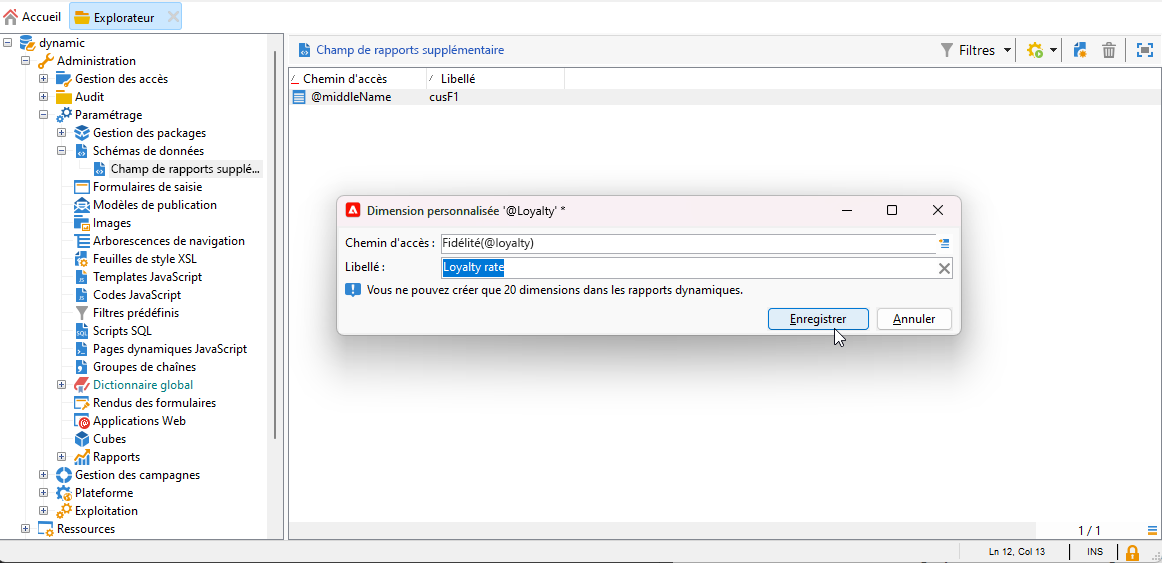 Accueil
Explorateur
dynamic
Administration
Gestion des accès
Audit
Paramétrage
Gestion des packages
Schémas de données
Champ de rapports supplé...
Formulaires de saisie
Modèles de publication
Images
Arborescences de navigation
Feuilles de style XSL
Templates JavaScript
Codes JavaScript
Filtres prédéfinis
Scripts SQL
Pages dynamiques JavaScript
Groupes de chaînes
Dictionnaire global
Rendus des formulaires
Applications Web
Cubes
Rapports
Gestion des campagnes
Plateforme
Exploitation
Ressources
Champ de rapports supplémentaire
Filtres
Chemin d'accès Libellé
@middleName cusF1
Dimension personnalisée '@Loyalty' *
Chemin d'accès : Fidélité(@loyalty)
Libellé : Loyalty rate
Vous ne pouvez créer que 20 dimensions dans les rapports dynamiques.
Enregistrer Annuler
1 / 1
Ln 12, Col 13 INS